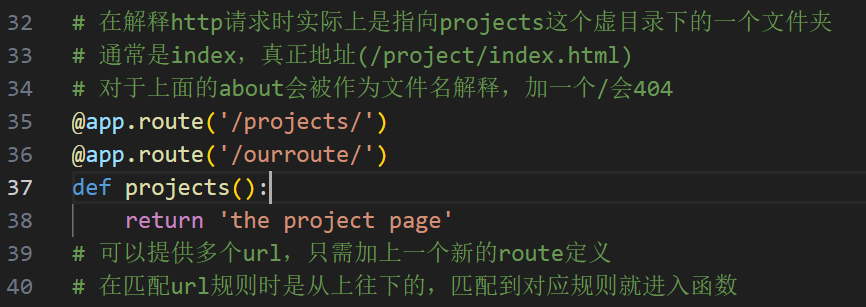 32 # 在解释http请求时实际上是指向projects这个虚目录下的一个文件夹
33 # 通常是index，真正地址(/project/index.html)
34 # 对于上面的about会被作为文件名解释，加一个/会404
35 @app.route('/projects/')
36 @app.route('/ourroute/')
37 def projects():
38     return 'the project page'
39 # 可以提供多个url，只需加上一个新的route定义
40 # 在匹配url规则时是从上往下的，匹配到对应规则就进入函数